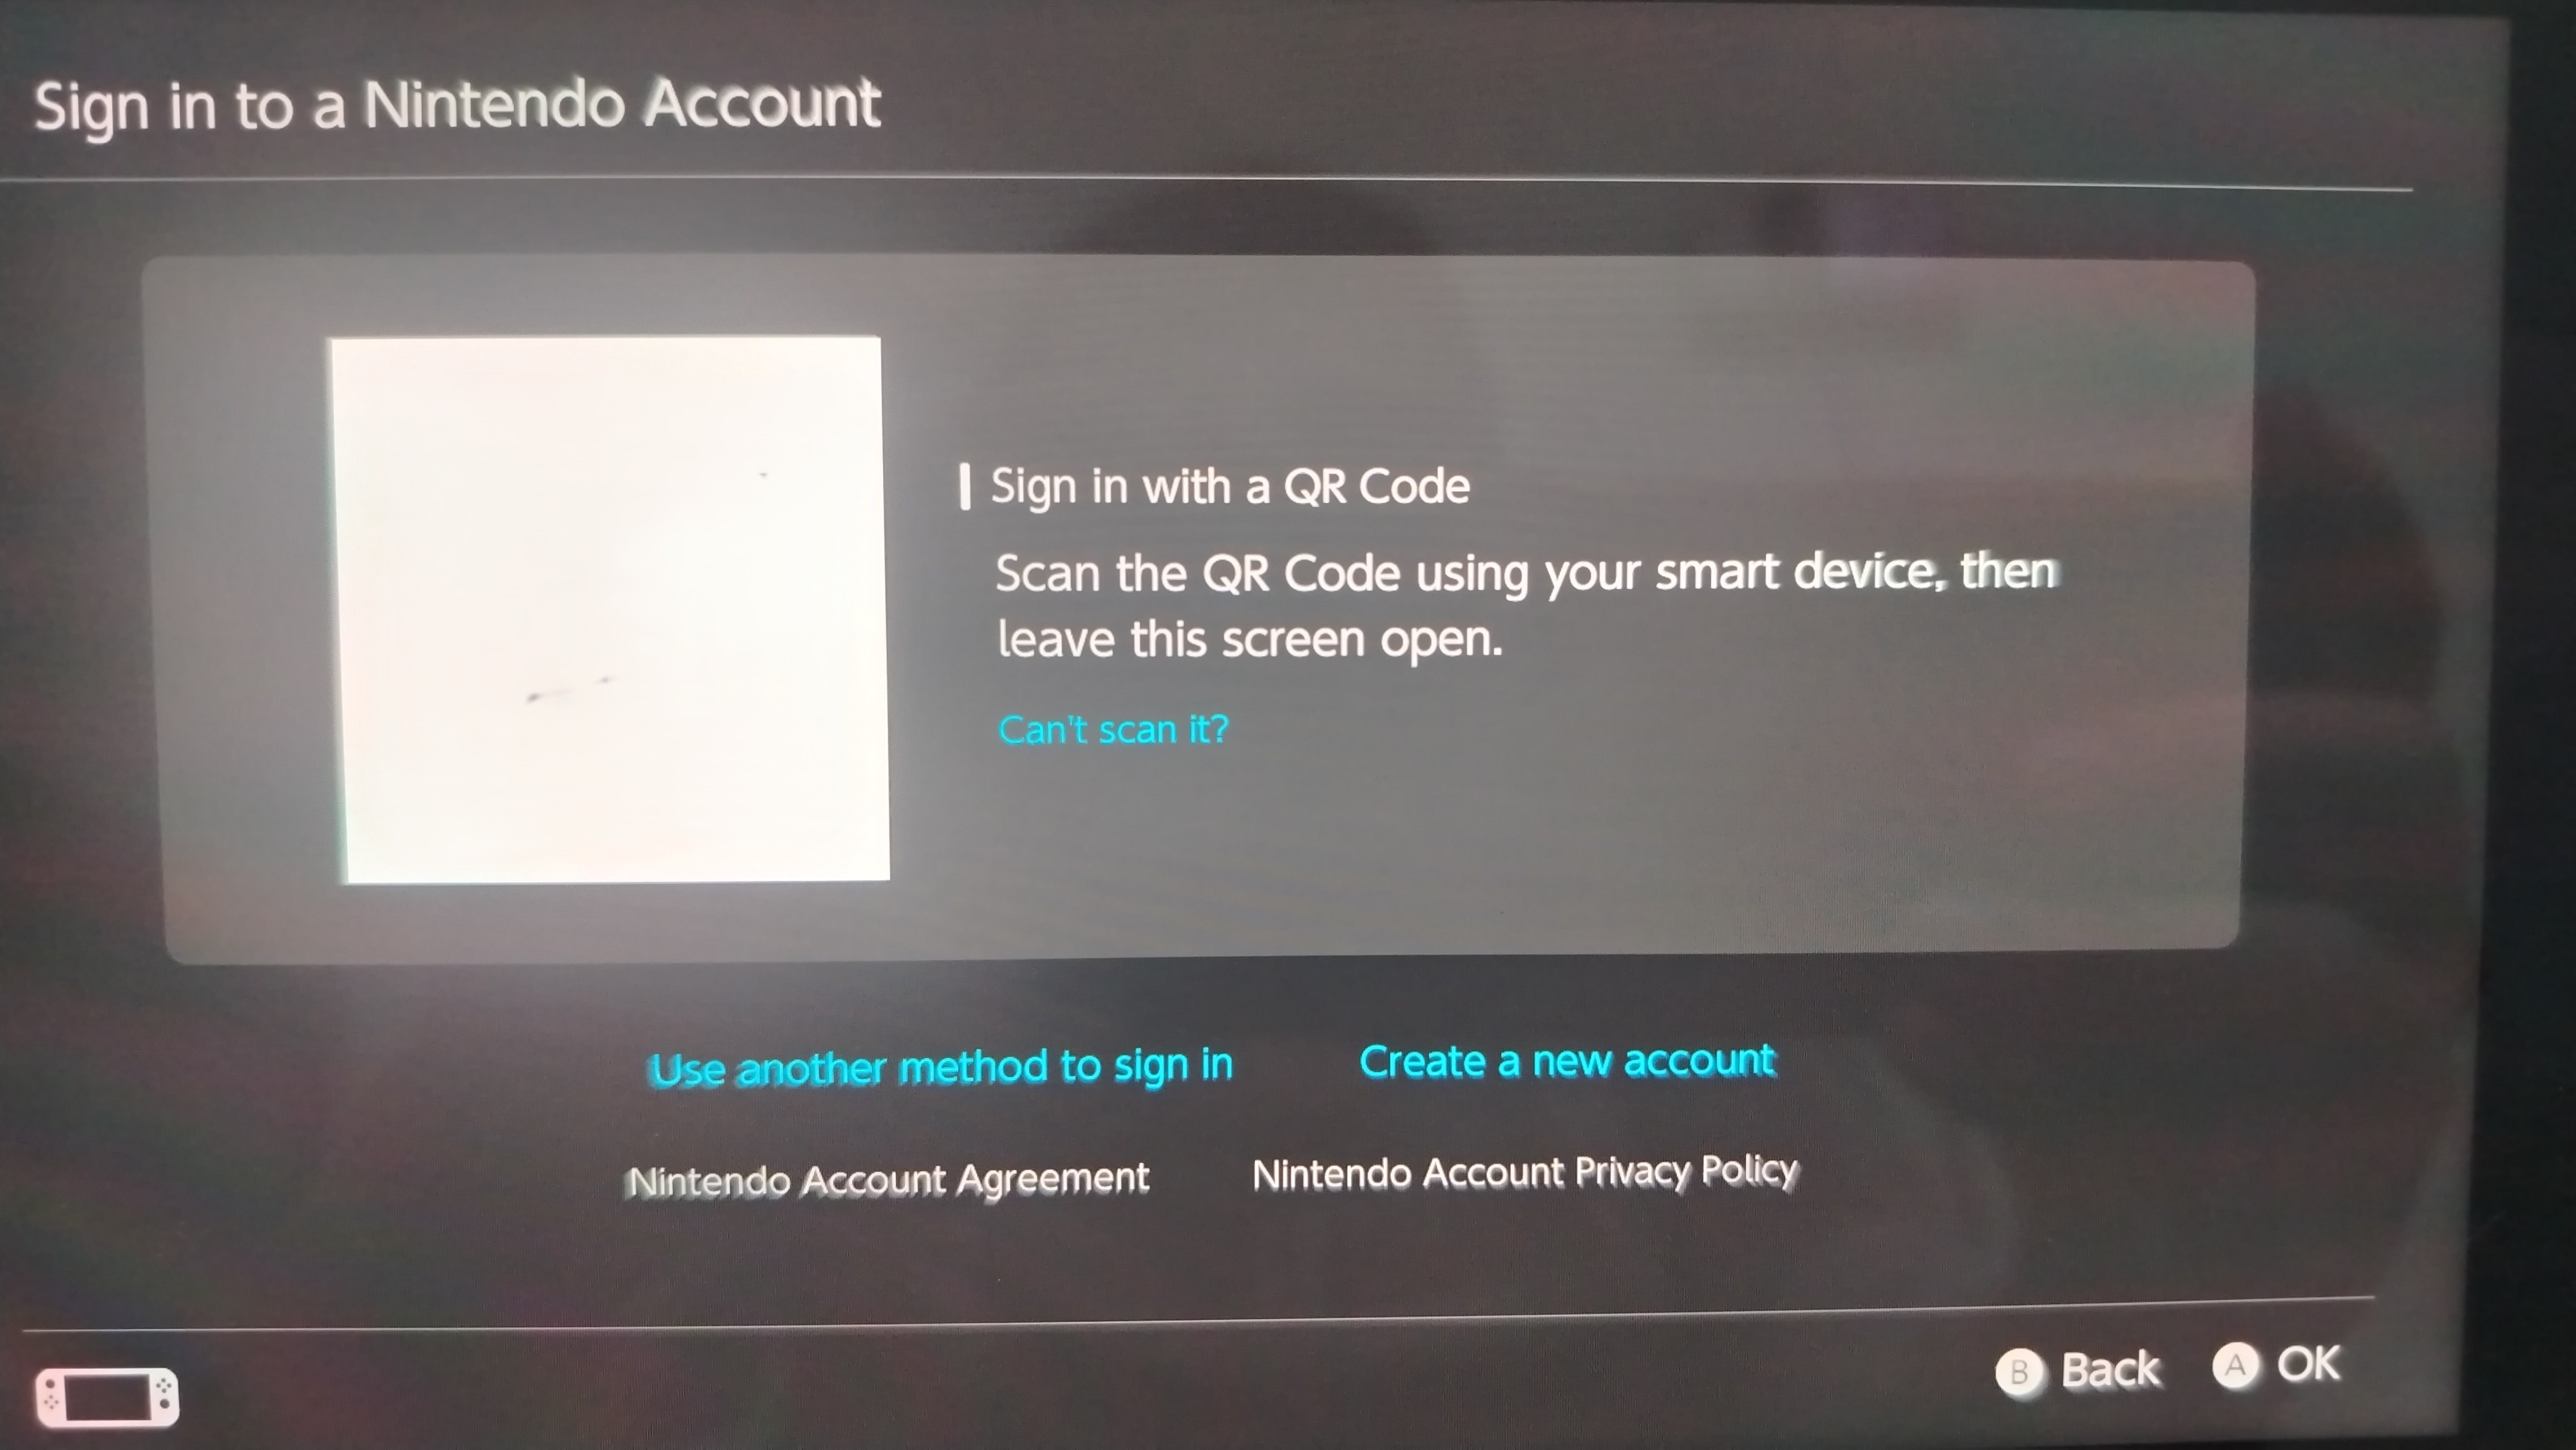 Sign in to a Nintendo Account
Sign in with a QR Code
Scan the QR Code using your smart device, then
leave this screen open.
Can't scan it?
Use another method to sign in
Create a new account
Nintendo Account Agreement
Nintendo Account Privacy Policy
B Back A OK